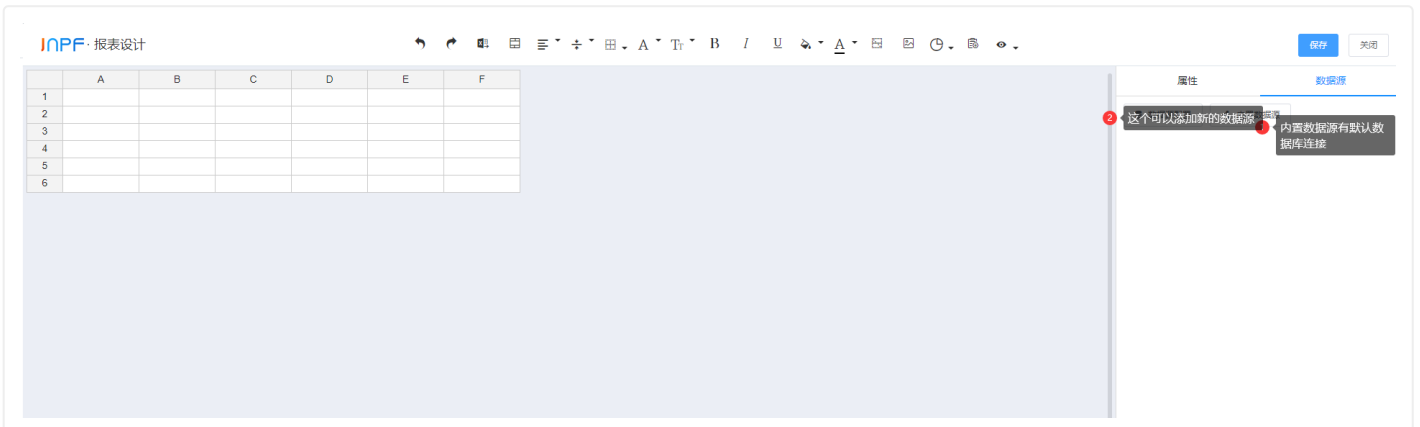 JNPF · 报表设计
A Tт B I U A
保存 关闭
A B C D E F
1
2
3
4
5
6
属性 数据源
2 这个可以添加新的数据源
内置数据源有默认数
据库连接